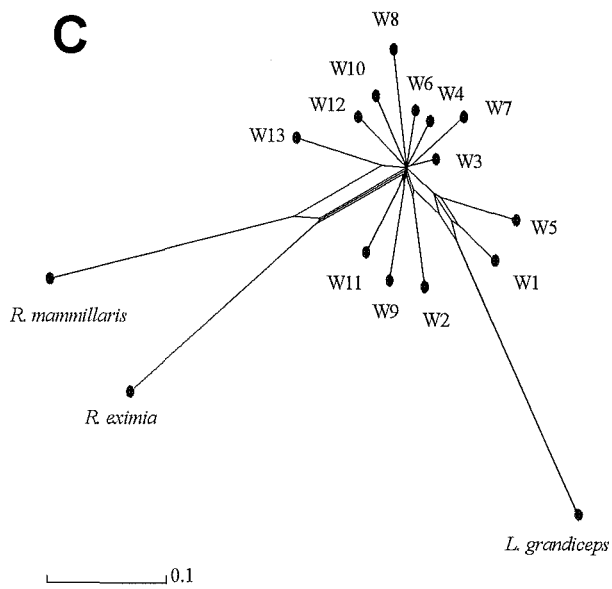 C
W8
W10
W6
W4
W12
W7
W13
W3
W5
W1
W11
W9
W2
R. mammillaris
R. eximia
L. grandiceps
0.1